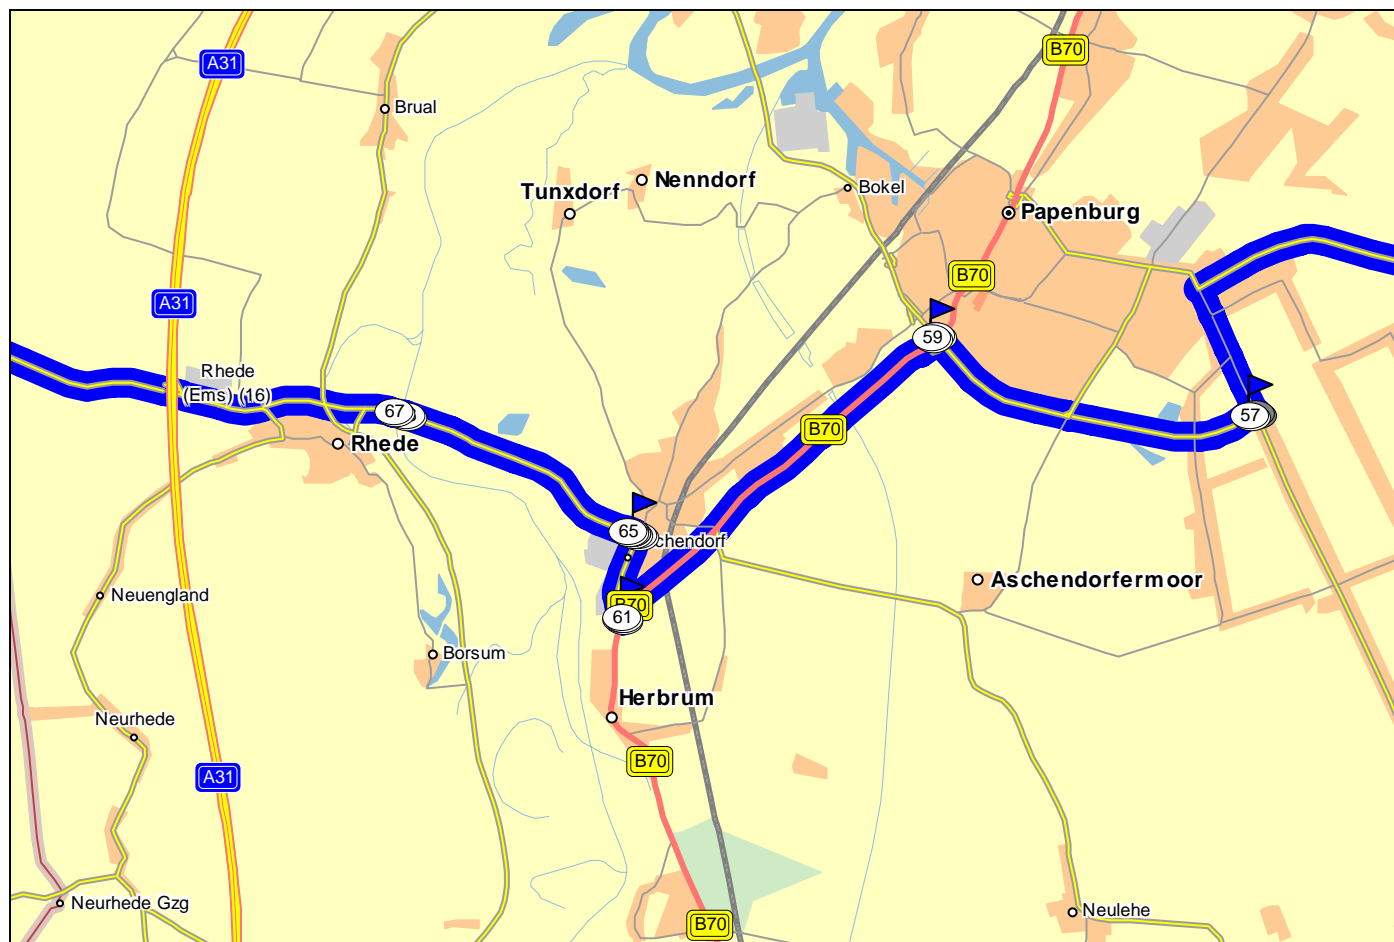 B70
A31
Brual
Nenndorf
Tunxdorf
Bokel
Papenburg
B70
A31
59
Rhede
(Ems) (16)
67
57
B70
Rhede
65
chendorf
Aschendorfermoor
Neuengland
B70
61
Borsum
Herbrum
Neurhede
B70
A31
Neurhede Gzg
Neulehe
B70